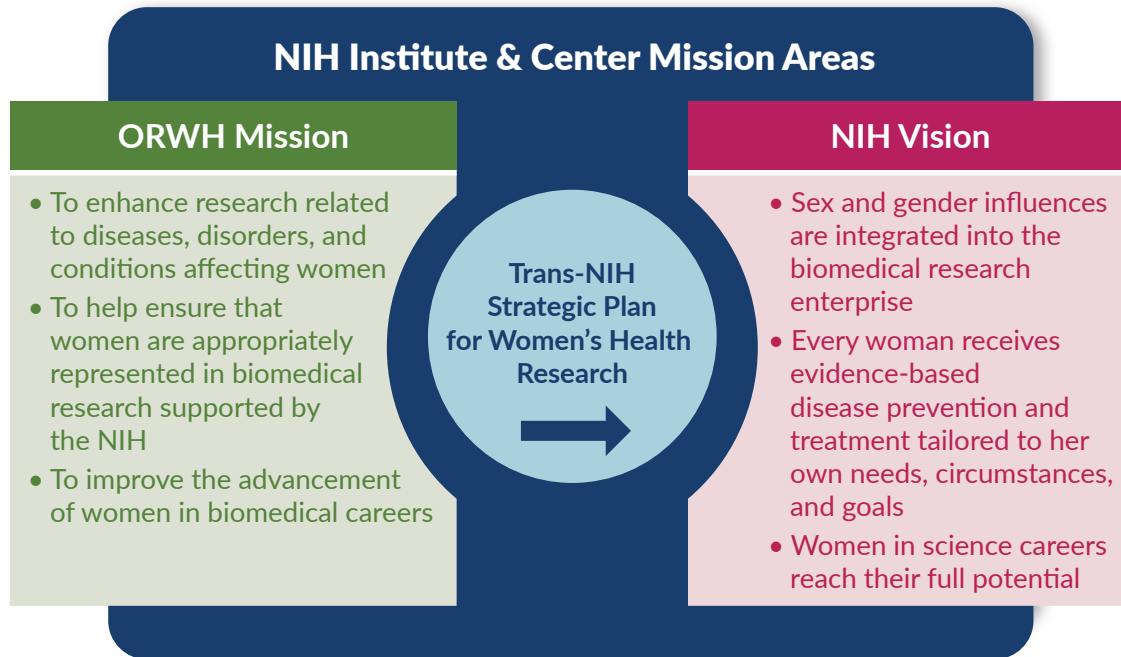 NIH Institute & Center Mission Areas
ORWH Mission
• To enhance research related
to diseases, disorders, and
conditions affecting women
• To help ensure that
women are appropriately
represented in biomedical
research supported by
the NIH
• To improve the advancement
of women in biomedical careers
Trans-NIH
Strategic Plan
for Women’s Health
Research
NIH Vision
• Sex and gender influences
are integrated into the
biomedical research
enterprise
• Every woman receives
evidence-based
disease prevention and
treatment tailored to her
own needs, circumstances,
and goals
• Women in science careers
reach their full potential